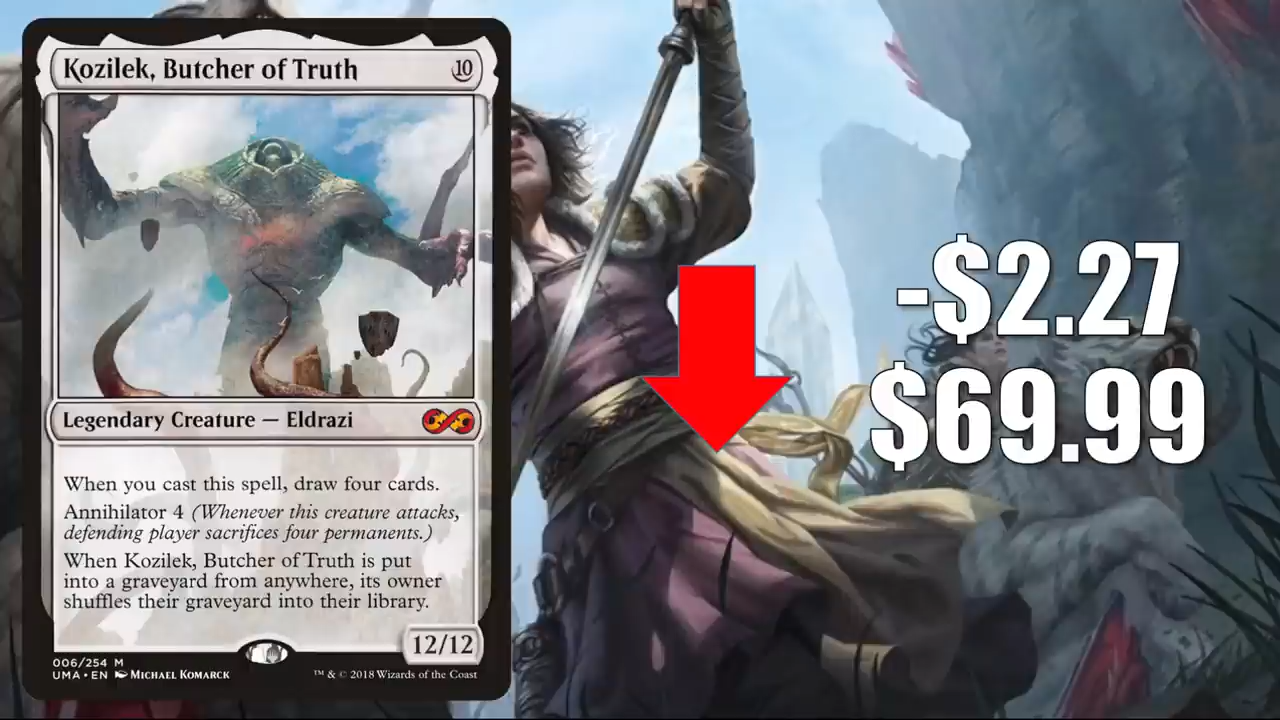 Kozilek, Butcher of Truth 10
Legendary Creature — Eldrazi
When you cast this spell, draw four cards.
Annihilator 4 (Whenever this creature attacks,
defending player sacrifices four permanents.)
When Kozilek, Butcher of Truth is put
into a graveyard from anywhere, its owner
shuffles their graveyard into their library.
12/12
006/254 M
UMA • EN Michael Komarck
™ & © 2018 Wizards of the Coast
-$2.27
$69.99